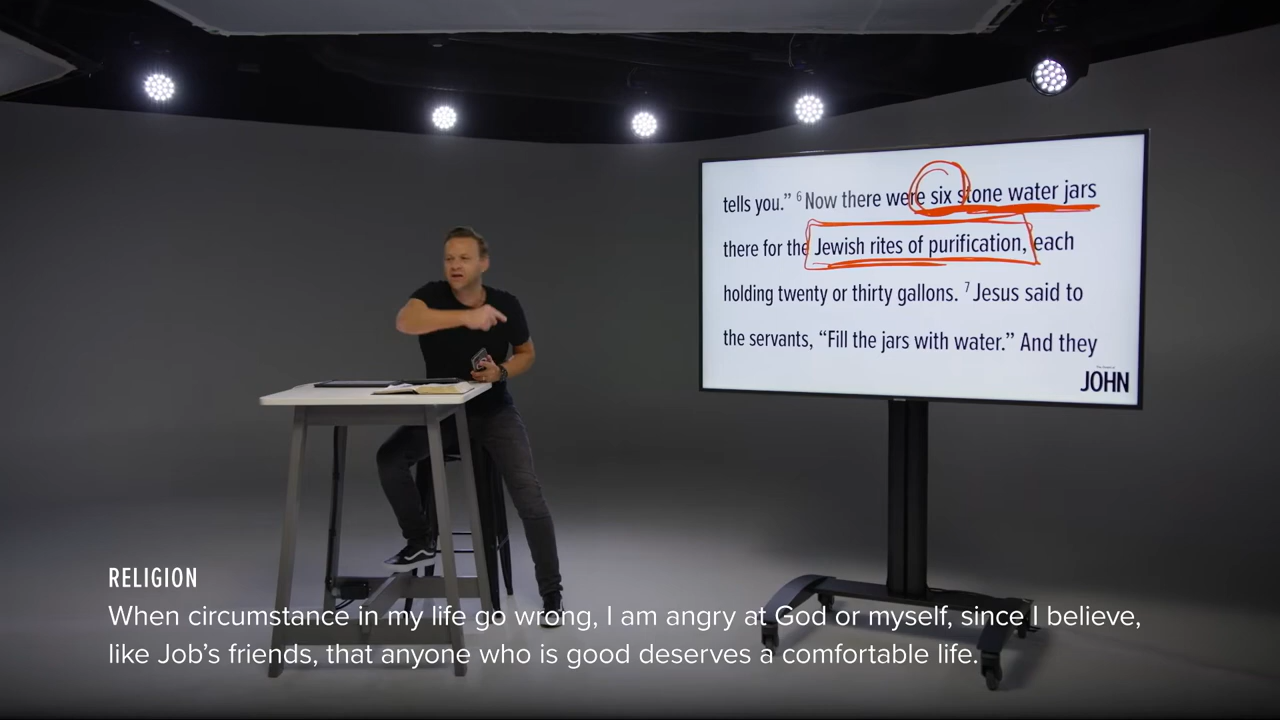 tells you.” 6 Now there were six stone water jars
there for the Jewish rites of purification, each
holding twenty or thirty gallons. 7 Jesus said to
the servants, “Fill the jars with water.” And they
JOHN
RELIGION
When circumstance in my life go wrong, I am angry at God or myself, since I believe,
like Job’s friends, that anyone who is good deserves a comfortable life.